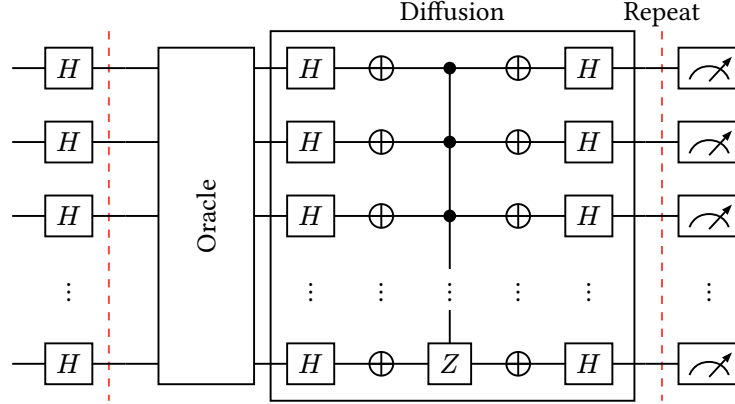 Diffusion Repeat
H H H
H H H
Oracle
H H H
⋮ ⋮ ⋮ ⋮ ⋮ ⋮
H H Z H